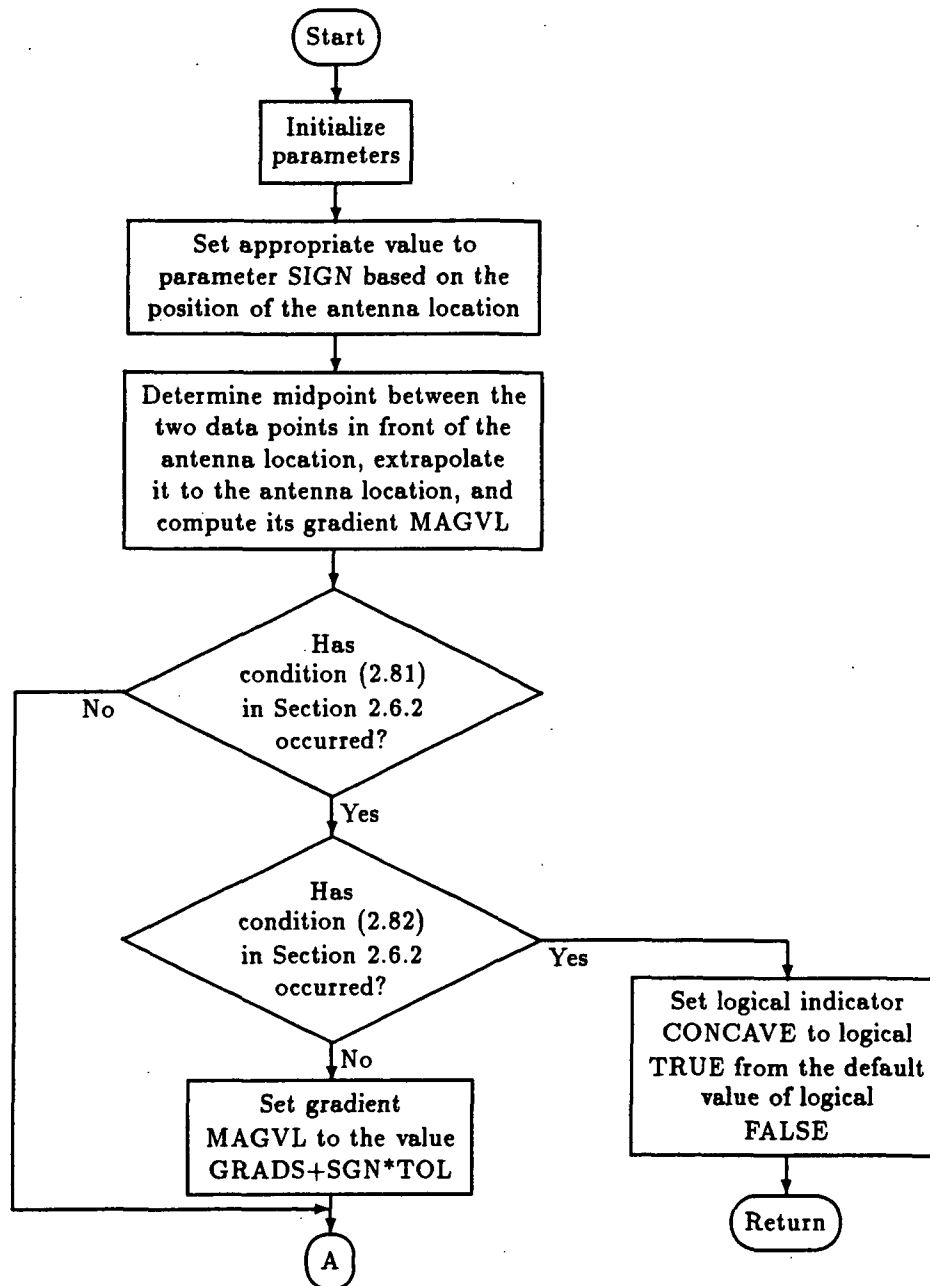 Start
Initialize
parameters
Set appropriate value to
parameter SIGN based on the
position of the antenna location
Determine midpoint between the
two data points in front of the
antenna location, extrapolate
it to the antenna location, and
compute its gradient MAGVL
Has
condition (2.81)
in Section 2.6.2
occurred?
No
Yes
Has
condition (2.82)
in Section 2.6.2
occurred?
Yes
No
Set logical indicator
CONCAVE to logical
TRUE from the default
value of logical
FALSE
Set gradient
MAGVL to the value
GRADS+SGN*TOL
Return
A